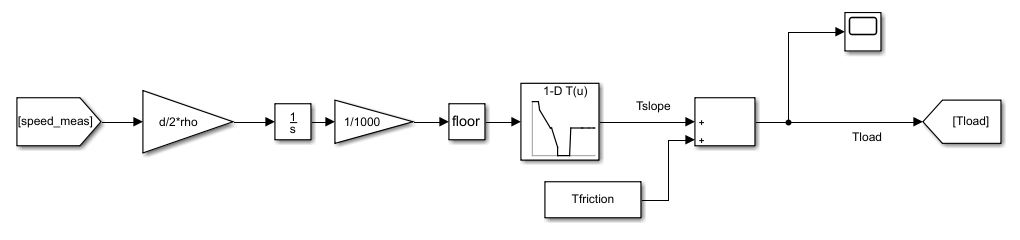 [speed_meas]
d/2*rho
1
s
1/1000
floor
1-D T(u)
Tslope
+
+
Tfriction
Tload
[Tload]